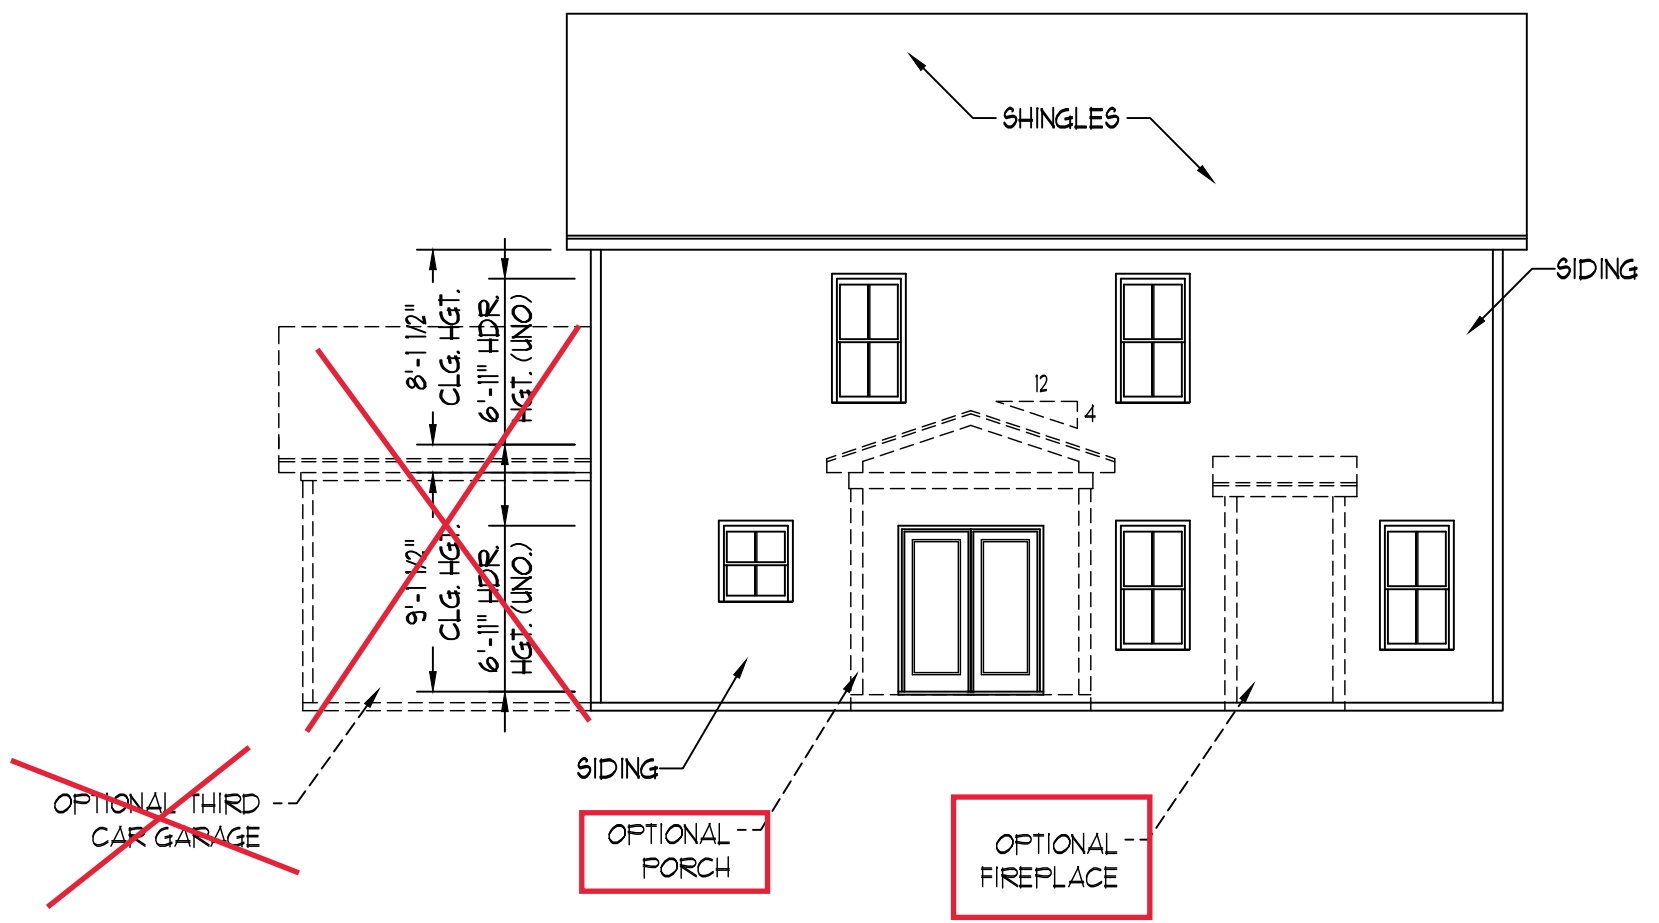 SHINGLES
SIDING
8'-1 1/2"
CLG. HGT.
6'-11" HDR.
HGT. (UNO)
12
4
9'-1 1/2"
CLG. HGT.
6'-11" HDR.
HGT. (UNO.)
SIDING
OPTIONAL THIRD
CAR GARAGE
OPTIONAL
PORCH
OPTIONAL
FIREPLACE